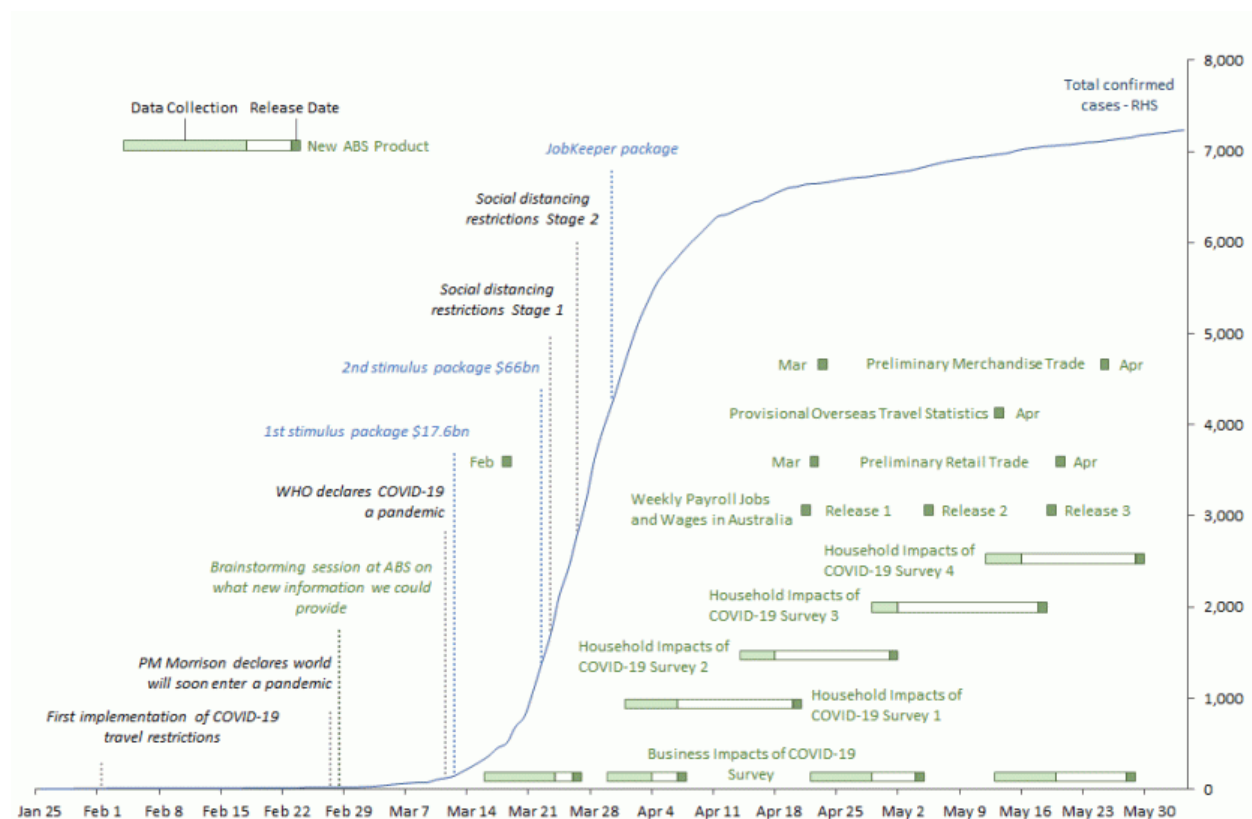 8,000
Total confirmed
cases - RHS
Data Collection Release Date
New ABS Product
JobKeeper package
7,000
Social distancing
restrictions Stage 2
6,000
Social distancing
restrictions Stage 1
5,000
2nd stimulus package $66bn
Mar Preliminary Merchandise Trade Apr
Provisional Overseas Travel Statistics Apr
1st stimulus package $17.6bn
4,000
Feb Mar Preliminary Retail Trade Apr
WHO declares COVID-19
a pandemic
Weekly Payroll Jobs
and Wages in Australia Release 1 Release 2 Release 3
3,000
Household Impacts of
COVID-19 Survey 4
Brainstorming session at ABS on
what new information we could
provide
Household Impacts of
COVID-19 Survey 3
2,000
Household Impacts of
COVID-19 Survey 2
PM Morrison declares world
will soon enter a pandemic
Household Impacts of
COVID-19 Survey 1
1,000
First implementation of COVID-19
travel restrictions
Business Impacts of COVID-19
Survey
0
Jan 25 Feb 1 Feb 8 Feb 15 Feb 22 Feb 29 Mar 7 Mar 14 Mar 21 Mar 28 Apr 4 Apr 11 Apr 18 Apr 25 May 2 May 9 May 16 May 23 May 30